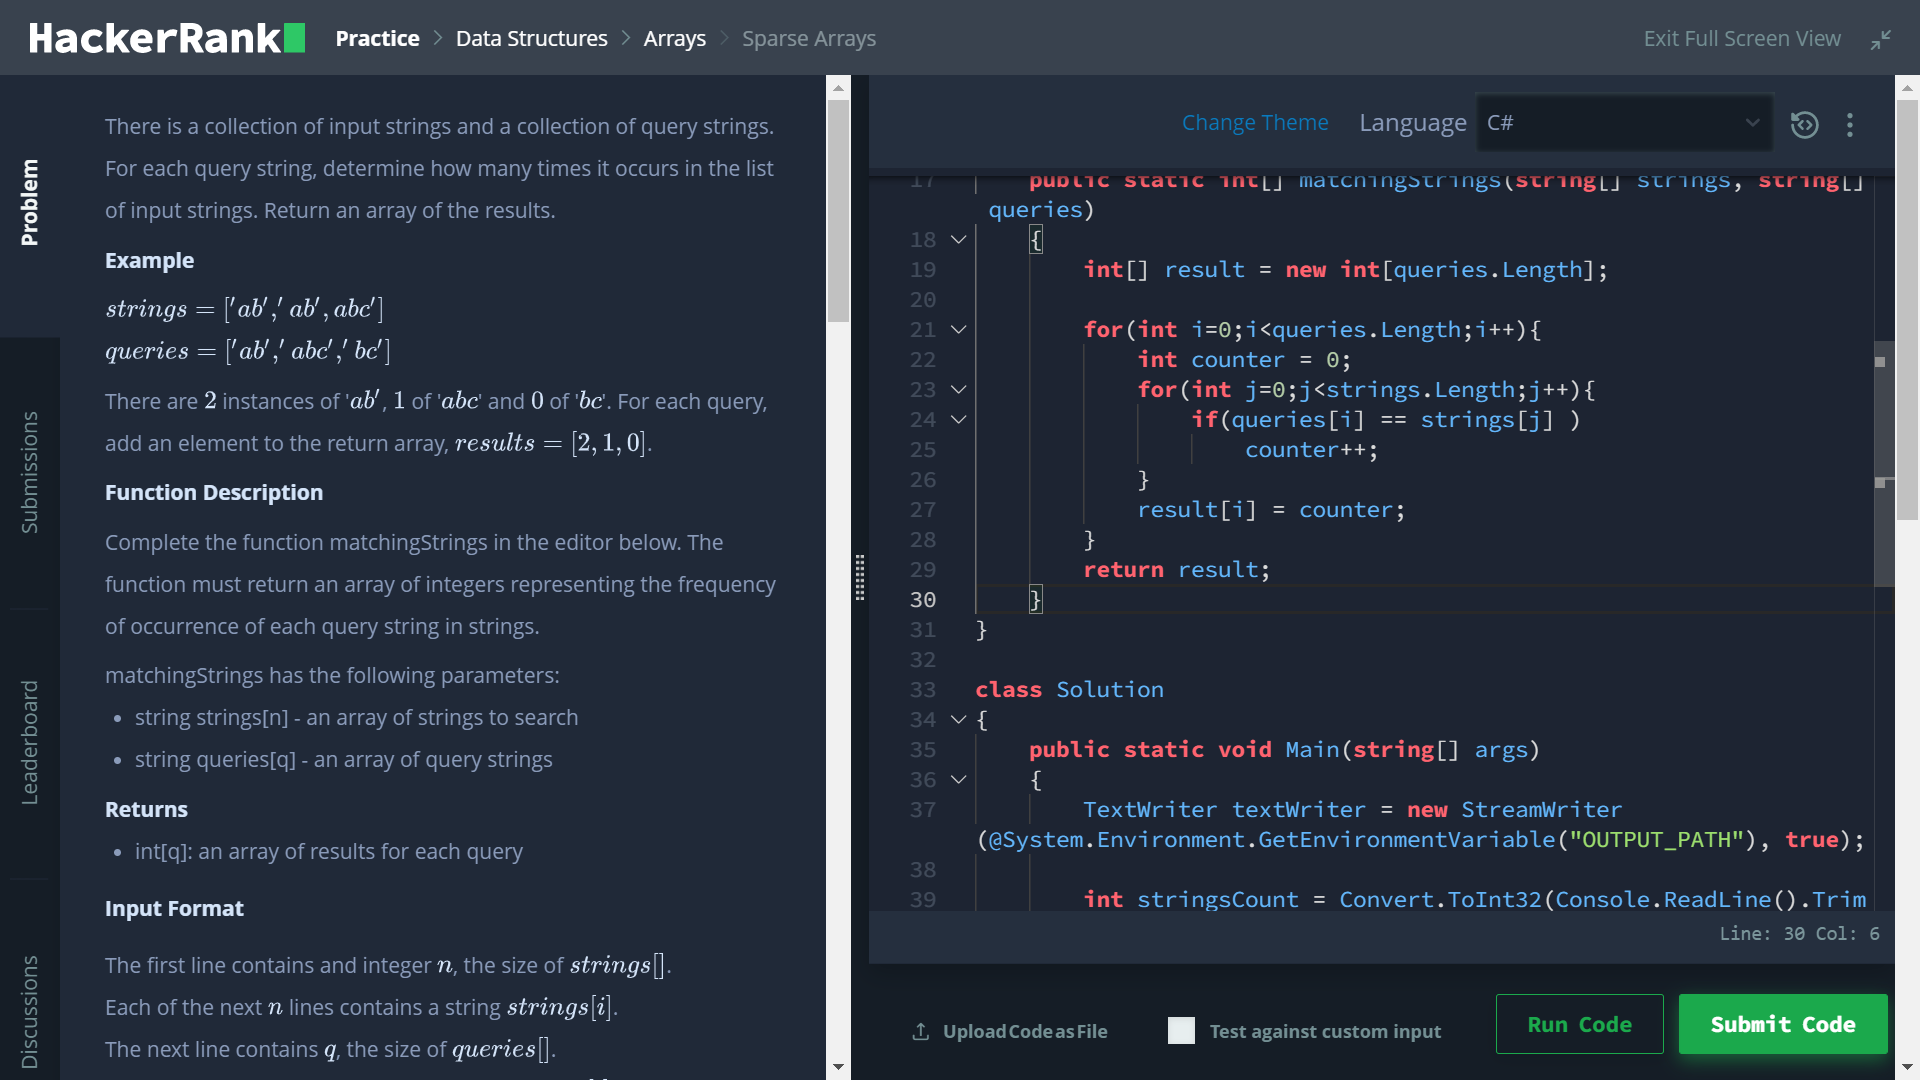 HackerRank
Practice > Data Structures > Arrays > Sparse Arrays
Exit Full Screen View
Problem
Submissions
Leaderboard
Discussions
There is a collection of input strings and a collection of query strings.
For each query string, determine how many times it occurs in the list
of input strings. Return an array of the results.
Example
strings = ['ab',' ab', abc']
queries = ['ab',' abc',' bc']
There are 2 instances of 'ab', 1 of 'abc' and 0 of 'bc'. For each query,
add an element to the return array, results = [2, 1, 0].
Function Description
Complete the function matchingStrings in the editor below. The
function must return an array of integers representing the frequency
of occurrence of each query string in strings.
matchingStrings has the following parameters:
• string strings[n] - an array of strings to search
• string queries[q] - an array of query strings
Returns
• int[q]: an array of results for each query
Input Format
The first line contains and integer n, the size of strings[].
Each of the next n lines contains a string strings[i].
The next line contains q, the size of queries[].
Change Theme
Language
C#
17 public static int[] matchingStrings(string[] strings, string[]
queries)
18 {
19 int[] result = new int[queries.Length];
20
21 for(int i=0;i<queries.Length;i++){
22 int counter = 0;
23 for(int j=0;j<strings.Length;j++){
24 if(queries[i] == strings[j] )
25 counter++;
26 }
27 result[i] = counter;
28 }
29 return result;
30 }
31 }
32
33 class Solution
34 {
35 public static void Main(string[] args)
36 {
37 TextWriter textWriter = new StreamWriter
(@System.Environment.GetEnvironmentVariable("OUTPUT_PATH"), true);
38
39 int stringsCount = Convert.ToInt32(Console.ReadLine().Trim
Line: 30 Col: 6
Upload Code as File
Test against custom input
Run Code
Submit Code